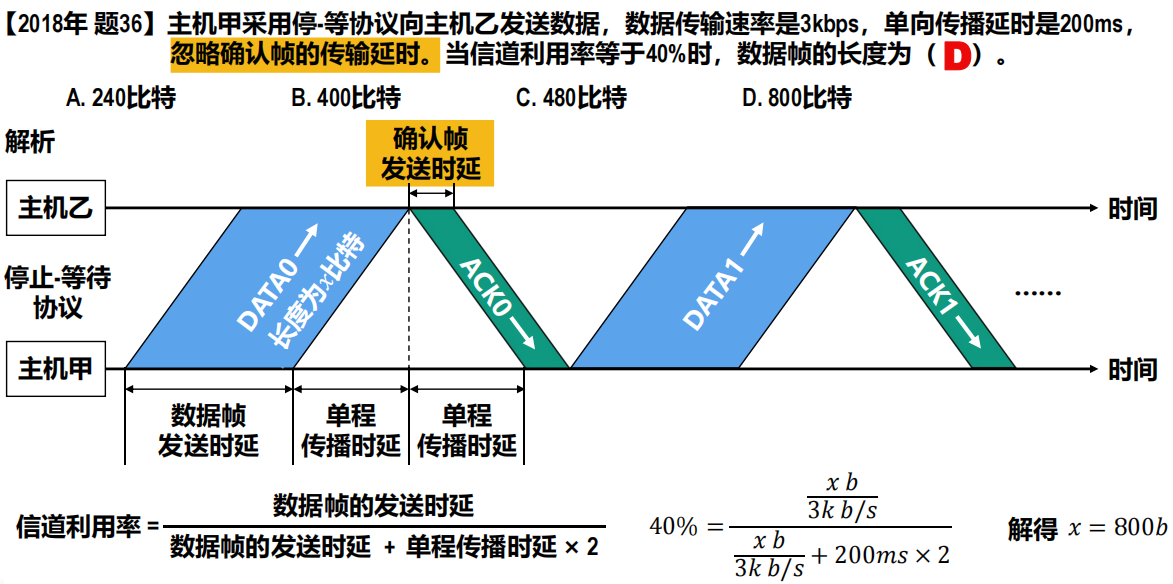 【2018年 题36】主机甲采用停-等协议向主机乙发送数据，数据传输速率是3kbps，单向传播延时是200ms，
忽略确认帧的传输延时。当信道利用率等于40%时，数据帧的长度为（ D ）。
A. 240比特 B. 400比特 C. 480比特 D. 800比特
解析
确认帧
发送时延
主机乙
时间
停止-等待
协议
DATA0
长度为x比特
ACK0
DATA1
ACK1
……
主机甲
时间
数据帧
发送时延
单程
传播时延
单程
传播时延
信道利用率 = 数据帧的发送时延 / 数据帧的发送时延 + 单程传播时延 × 2
40% = (x b / 3k b/s) / (x b / 3k b/s + 200ms × 2)
解得 x = 800b